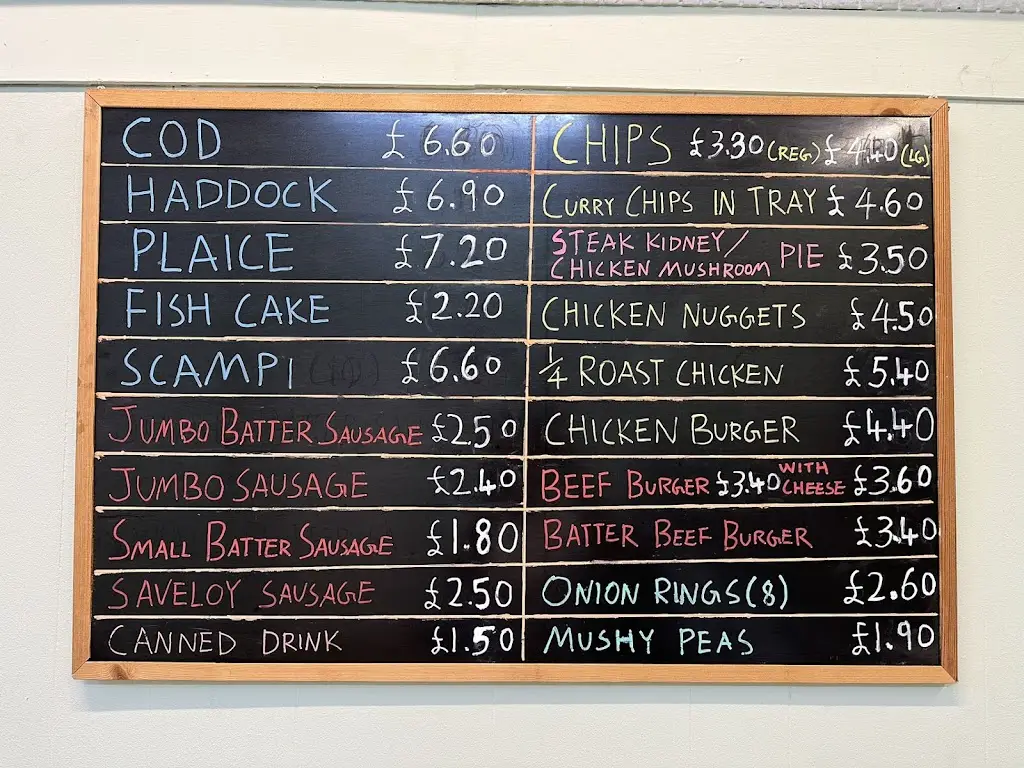 COD £6.60
HADDOCK £6.90
PLAICE £7.20
FISH CAKE £2.20
SCAMPI £6.60
JUMBO BATTER SAUSAGE £2.50
JUMBO SAUSAGE £2.40
SMALL BATTER SAUSAGE £1.80
SAVELOY SAUSAGE £2.50
CANNED DRINK £1.50
CHIPS £3.30 (REG) £4.40 (LG)
CURRY CHIPS IN TRAY £4.60
STEAK KIDNEY/
CHICKEN MUSHROOM PIE £3.50
CHICKEN NUGGETS £4.50
1/4 ROAST CHICKEN £5.40
CHICKEN BURGER £4.40
BEEF BURGER £3.40 WITH CHEESE £3.60
BATTER BEEF BURGER £3.40
ONION RINGS (8) £2.60
MUSHY PEAS £1.90